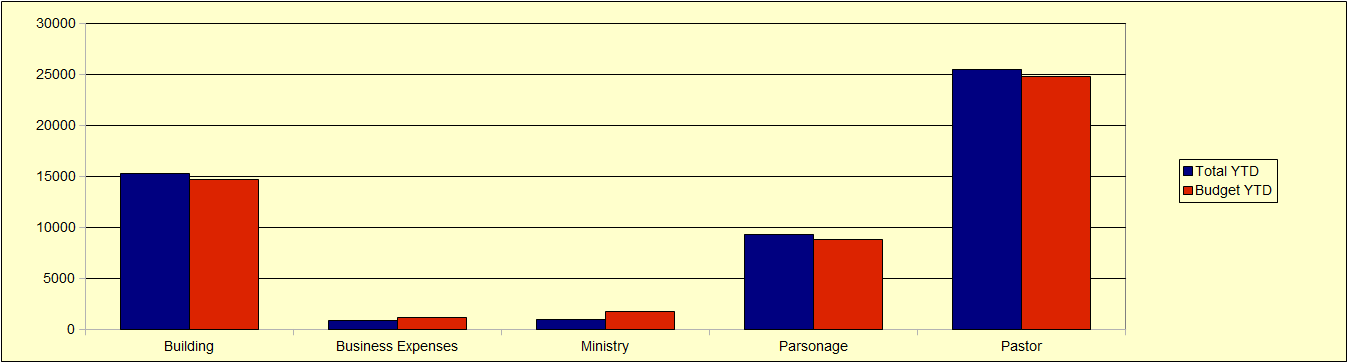 30000
25000
20000
15000
10000
5000
0
Building
Business Expenses
Ministry
Parsonage
Pastor
Total YTD
Budget YTD